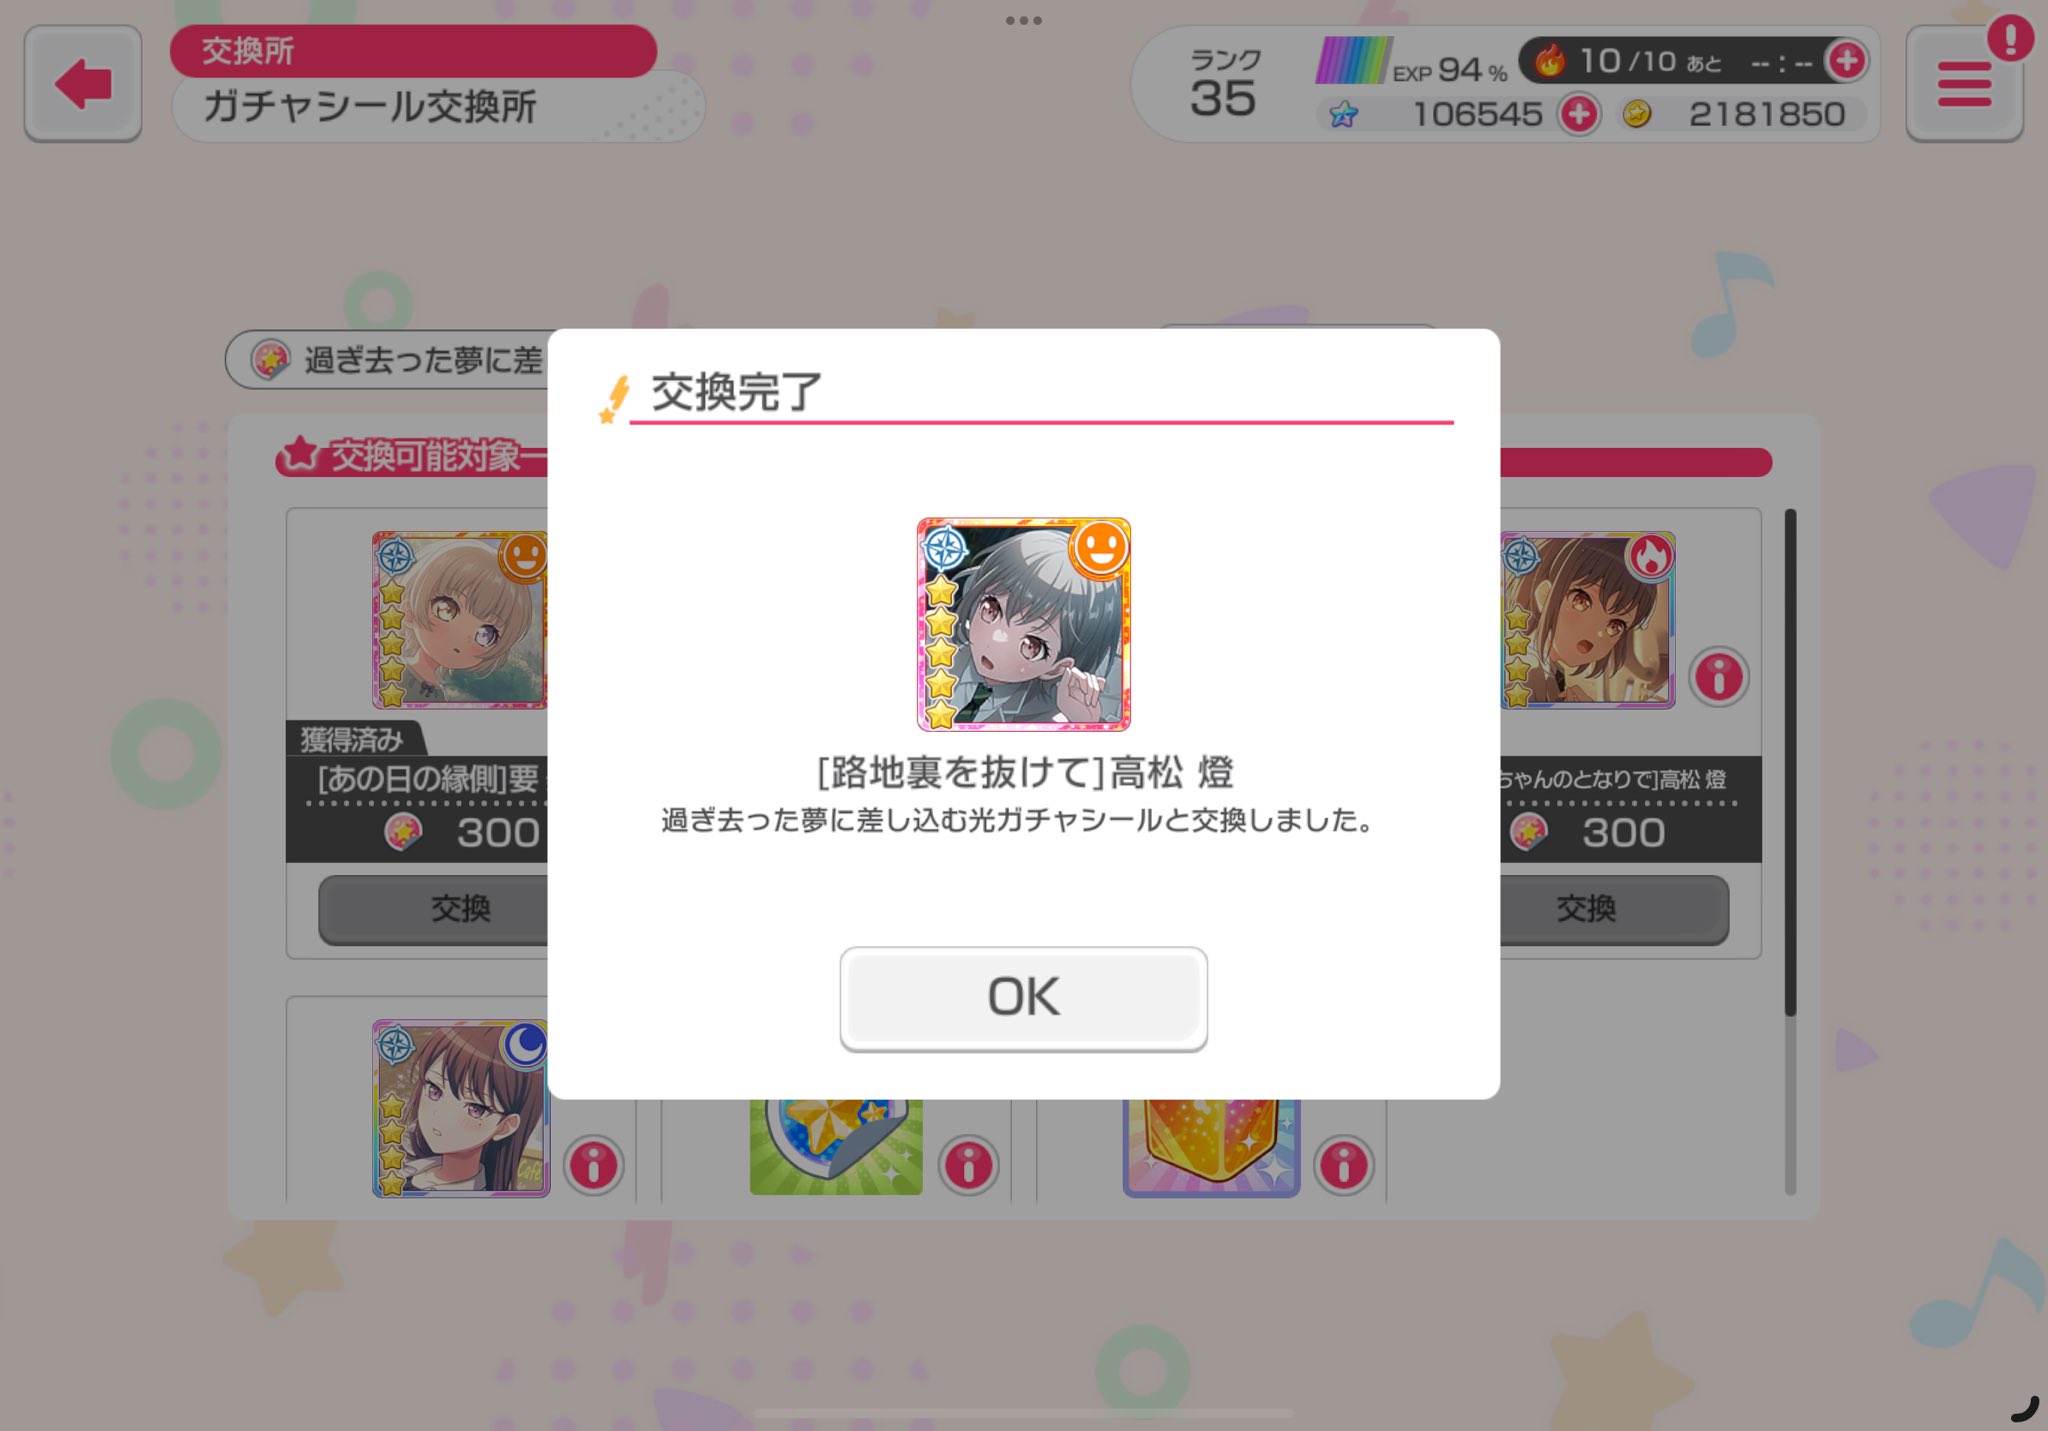 交換所
ガチャシール交換所
ランク
35
EXP 94 %
10/10 あと --:--
106545
2181850
過ぎ去った夢に差
交換完了
交換可能対象一
[路地裏を抜けて]高松 燈
過ぎ去った夢に差し込む光ガチャシールと交換しました。
獲得済み
[あの日の縁側]要
300
交換
ちゃんのとなりで]高松 燈
300
交換
OK
Café